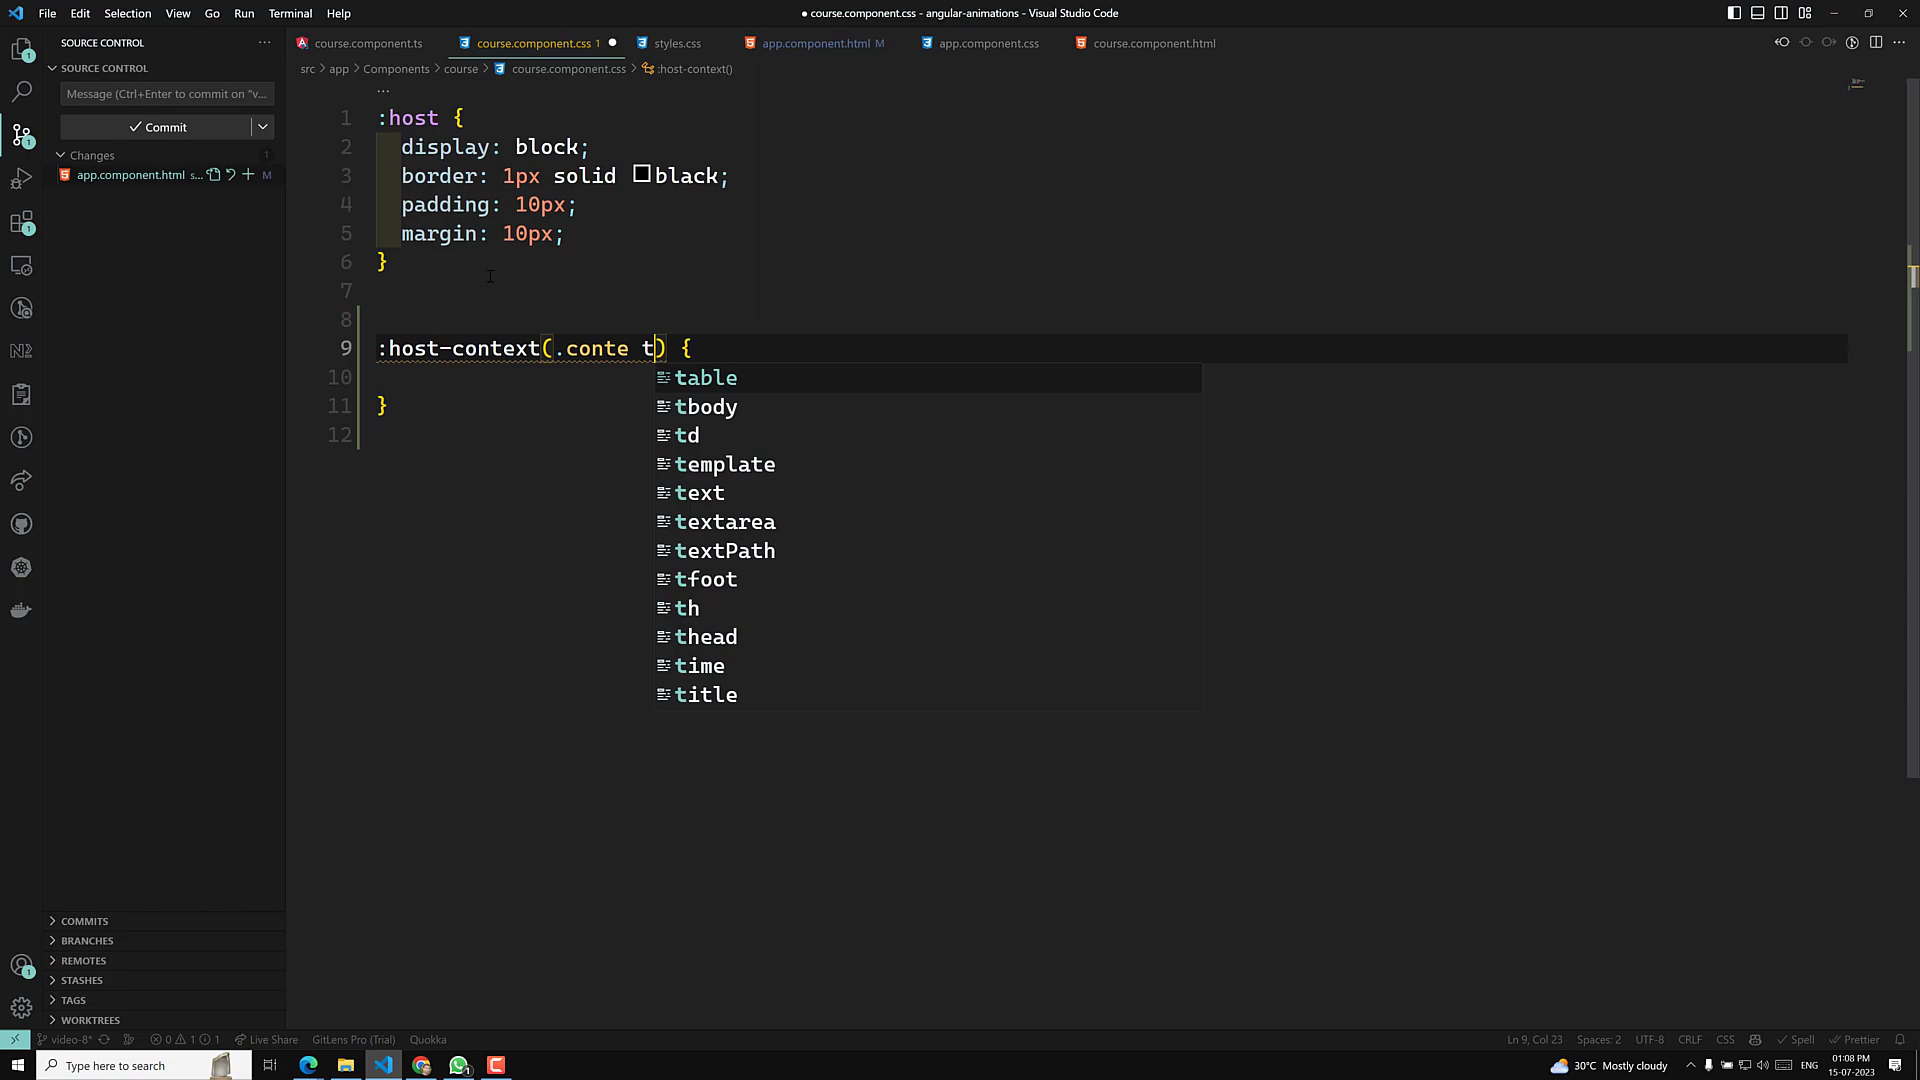 File Edit Selection View Go Run Terminal Help
● course.component.css - angular-animations - Visual Studio Code
SOURCE CONTROL
SOURCE CONTROL
Message (Ctrl+Enter to commit on "v...
Commit
Changes 1
app.component.html s... M
COMMITS
BRANCHES
REMOTES
STASHES
TAGS
WORKTREES
course.component.ts course.component.css 1 styles.css app.component.html M app.component.css course.component.html
src > app > Components > course > course.component.css > :host-context()
...
1 :host {
2 display: block;
3 border: 1px solid black;
4 padding: 10px;
5 margin: 10px;
6 }
7
8
9 :host-context(.conte t) {
10
11 }
12
table
tbody
td
template
text
textarea
textPath
tfoot
th
thead
time
title
video-8* 0 1 1 Live Share GitLens Pro (Trial) Quokka
Ln 9, Col 23 Spaces: 2 UTF-8 CRLF CSS Spell Prettier
Type here to search
30°C Mostly cloudy ENG
01:08 PM
15-07-2023